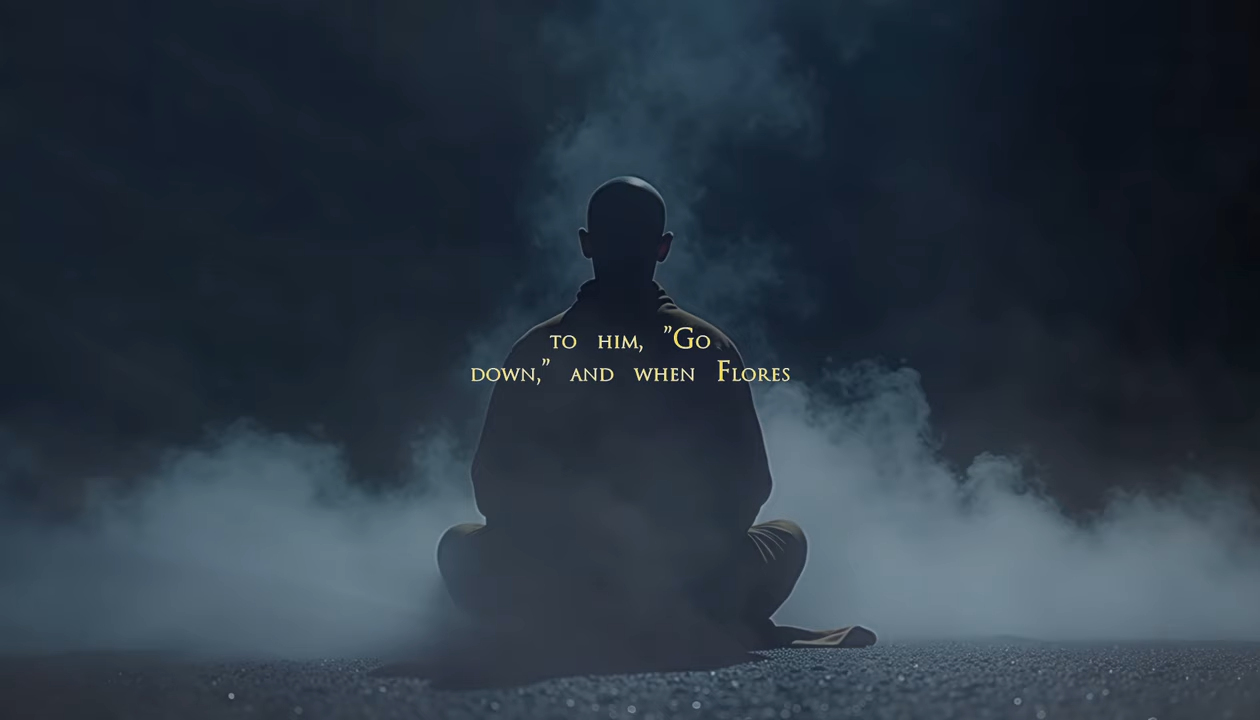 to him, ”Go
down,” and when Flores